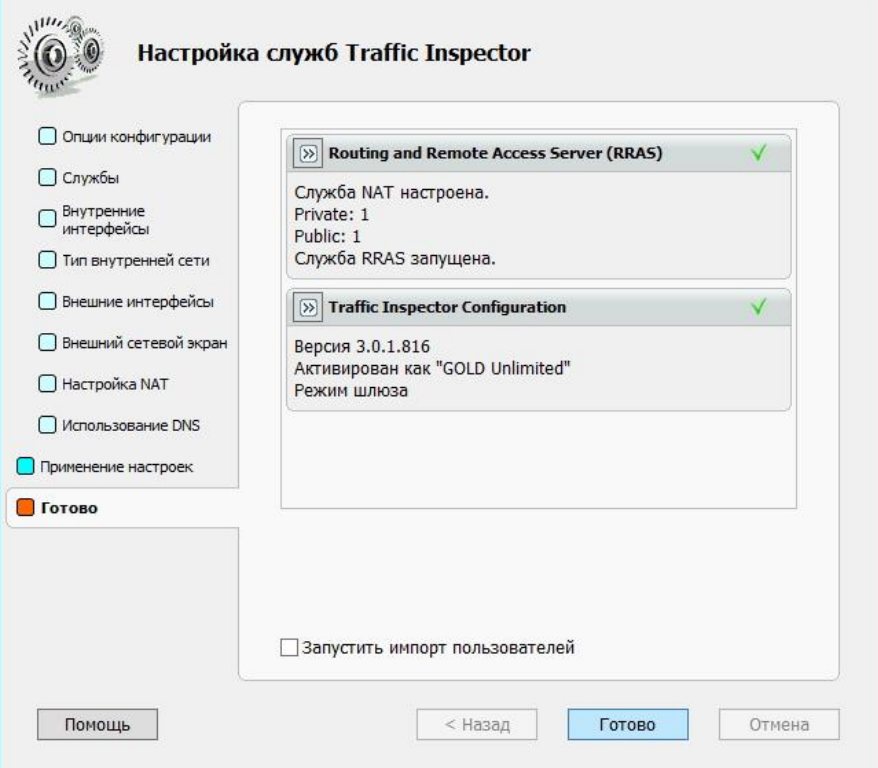 Настройка служб Traffic Inspector
Опции конфигурации
Службы
Внутренние
интерфейсы
Тип внутренней сети
Внешние интерфейсы
Внешний сетевой экран
Настройка NAT
Использование DNS
Применение настроек
Готово
Routing and Remote Access Server (RRAS)
Служба NAT настроена.
Private: 1
Public: 1
Служба RRAS запущена.
Traffic Inspector Configuration
Версия 3.0.1.816
Активирован как "GOLD Unlimited"
Режим шлюза
Запустить импорт пользователей
Помощь
< Назад
Готово
Отмена